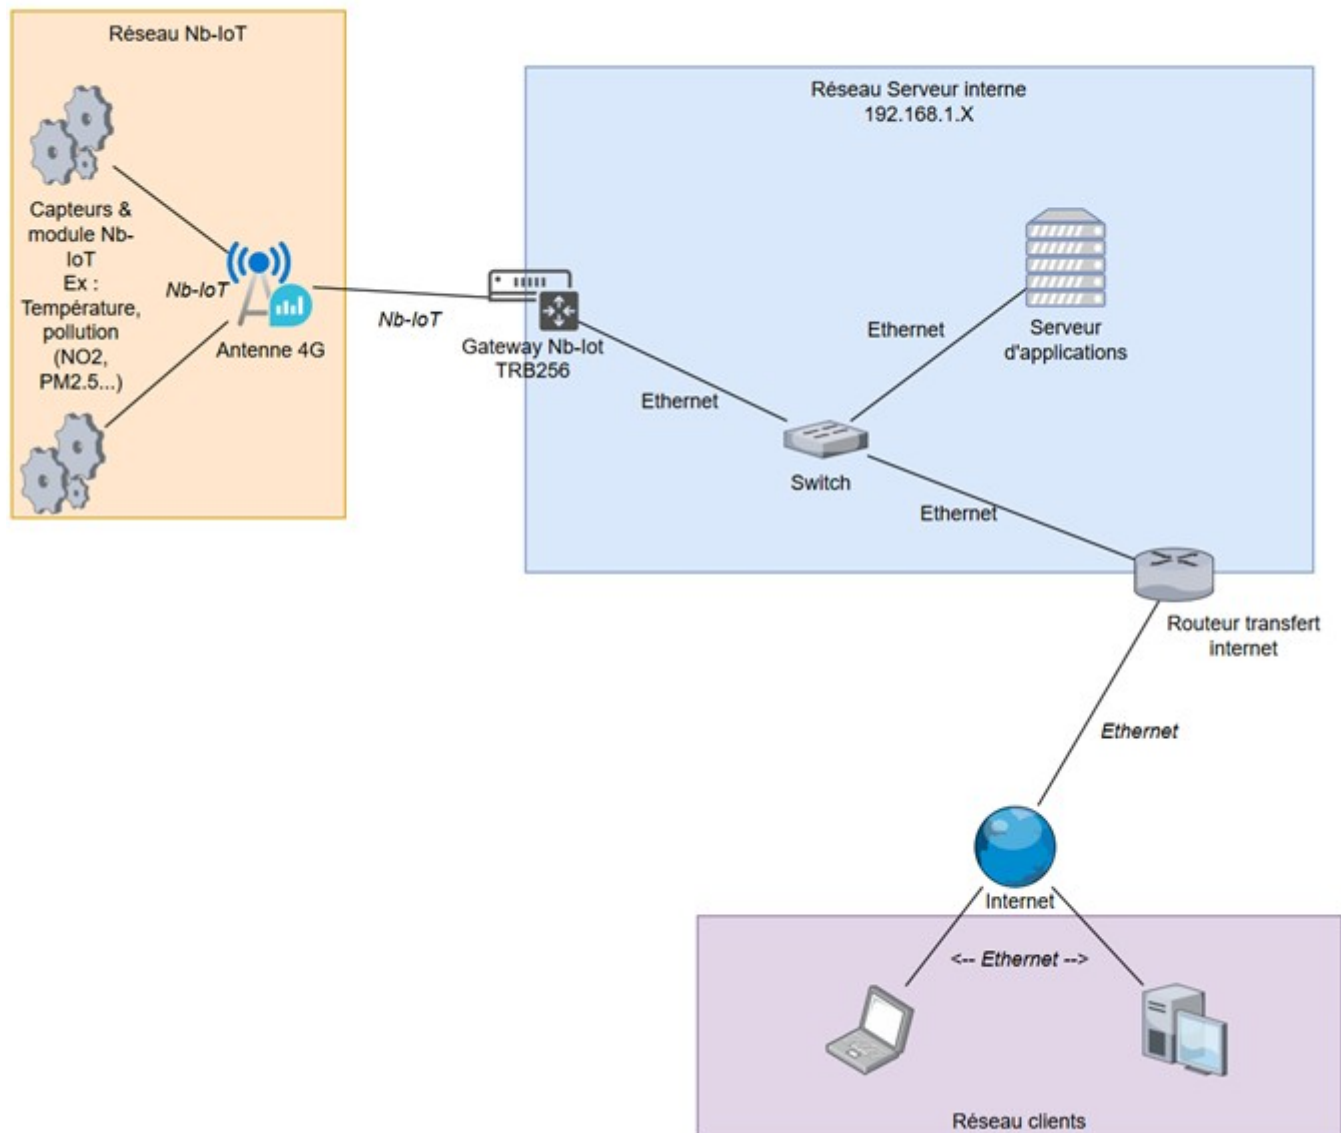 Réseau Nb-IoT
Capteurs &
module Nb-
IoT
Ex :
Température,
pollution
(NO2,
PM2.5...)
Nb-IoT
Antenne 4G
Nb-IoT
Réseau Serveur interne
192.168.1.X
Gateway Nb-Iot
TRB256
Ethernet
Ethernet
Serveur
d'applications
Switch
Ethernet
Routeur transfert
internet
Ethernet
Internet
<-- Ethernet -->
Réseau clients